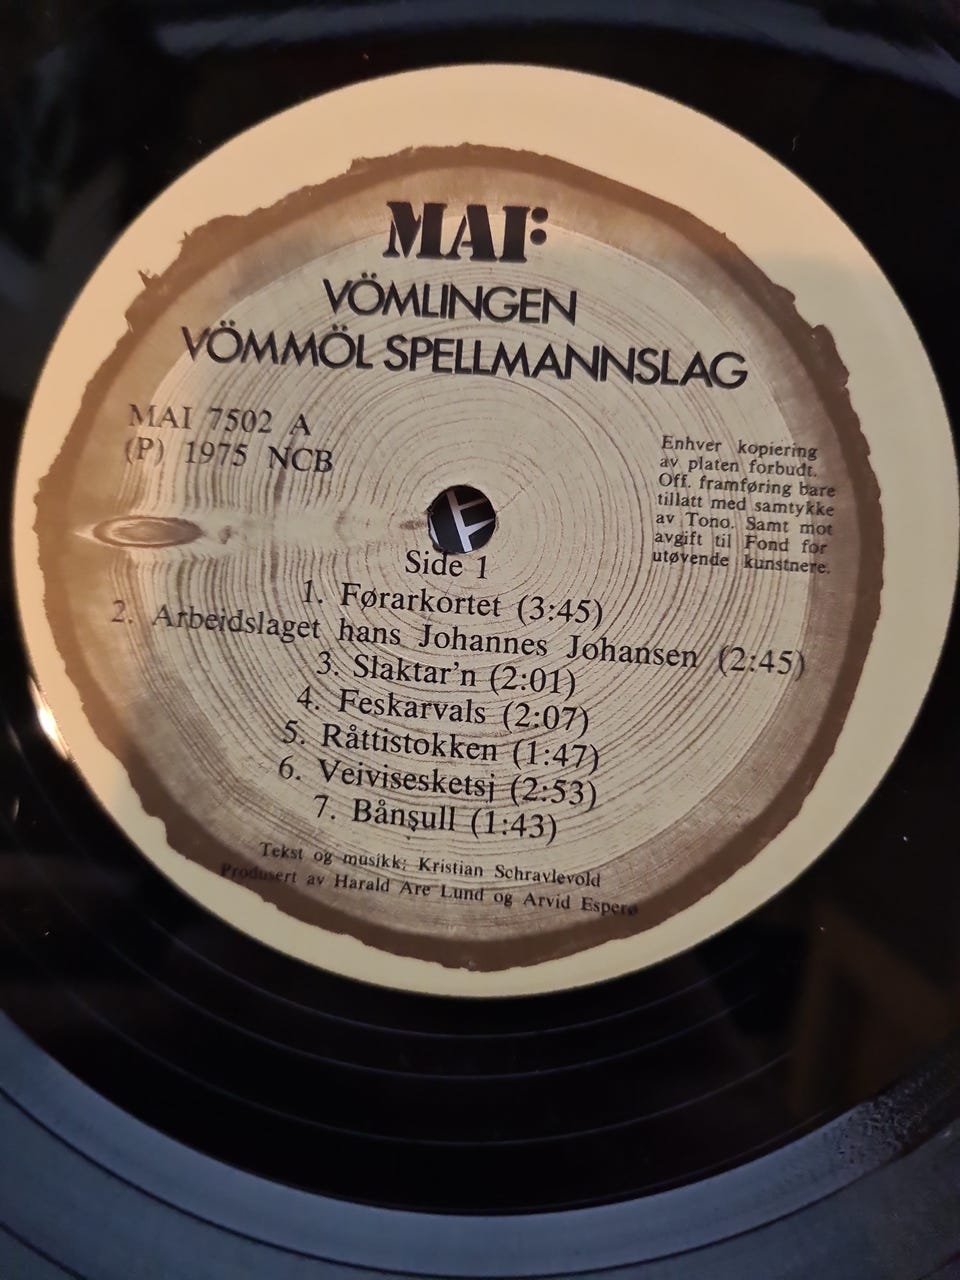 MAI:
VÖMLINGEN
VÖMMÖL SPELLMANNSLAG
MAI 7502 A
(P) 1975 NCB
Enhver kopiering
av platen forbudt.
Off. framføring bare
tillatt med samtykke
av Tono. Samt mot
avgift til Fond for
utøvende kunstnere.
Side 1
1. Førarkortet (3:45)
2. Arbeidslaget hans Johannes Johansen (2:45)
3. Slaktar'n (2:01)
4. Feskarvals (2:07)
5. Råttistokken (1:47)
6. Veivisesketsj (2:53)
7. Bånsull (1:43)
Tekst og musikk: Kristian Schravlevold
Produsert av Harald Are Lund og Arvid Esperø